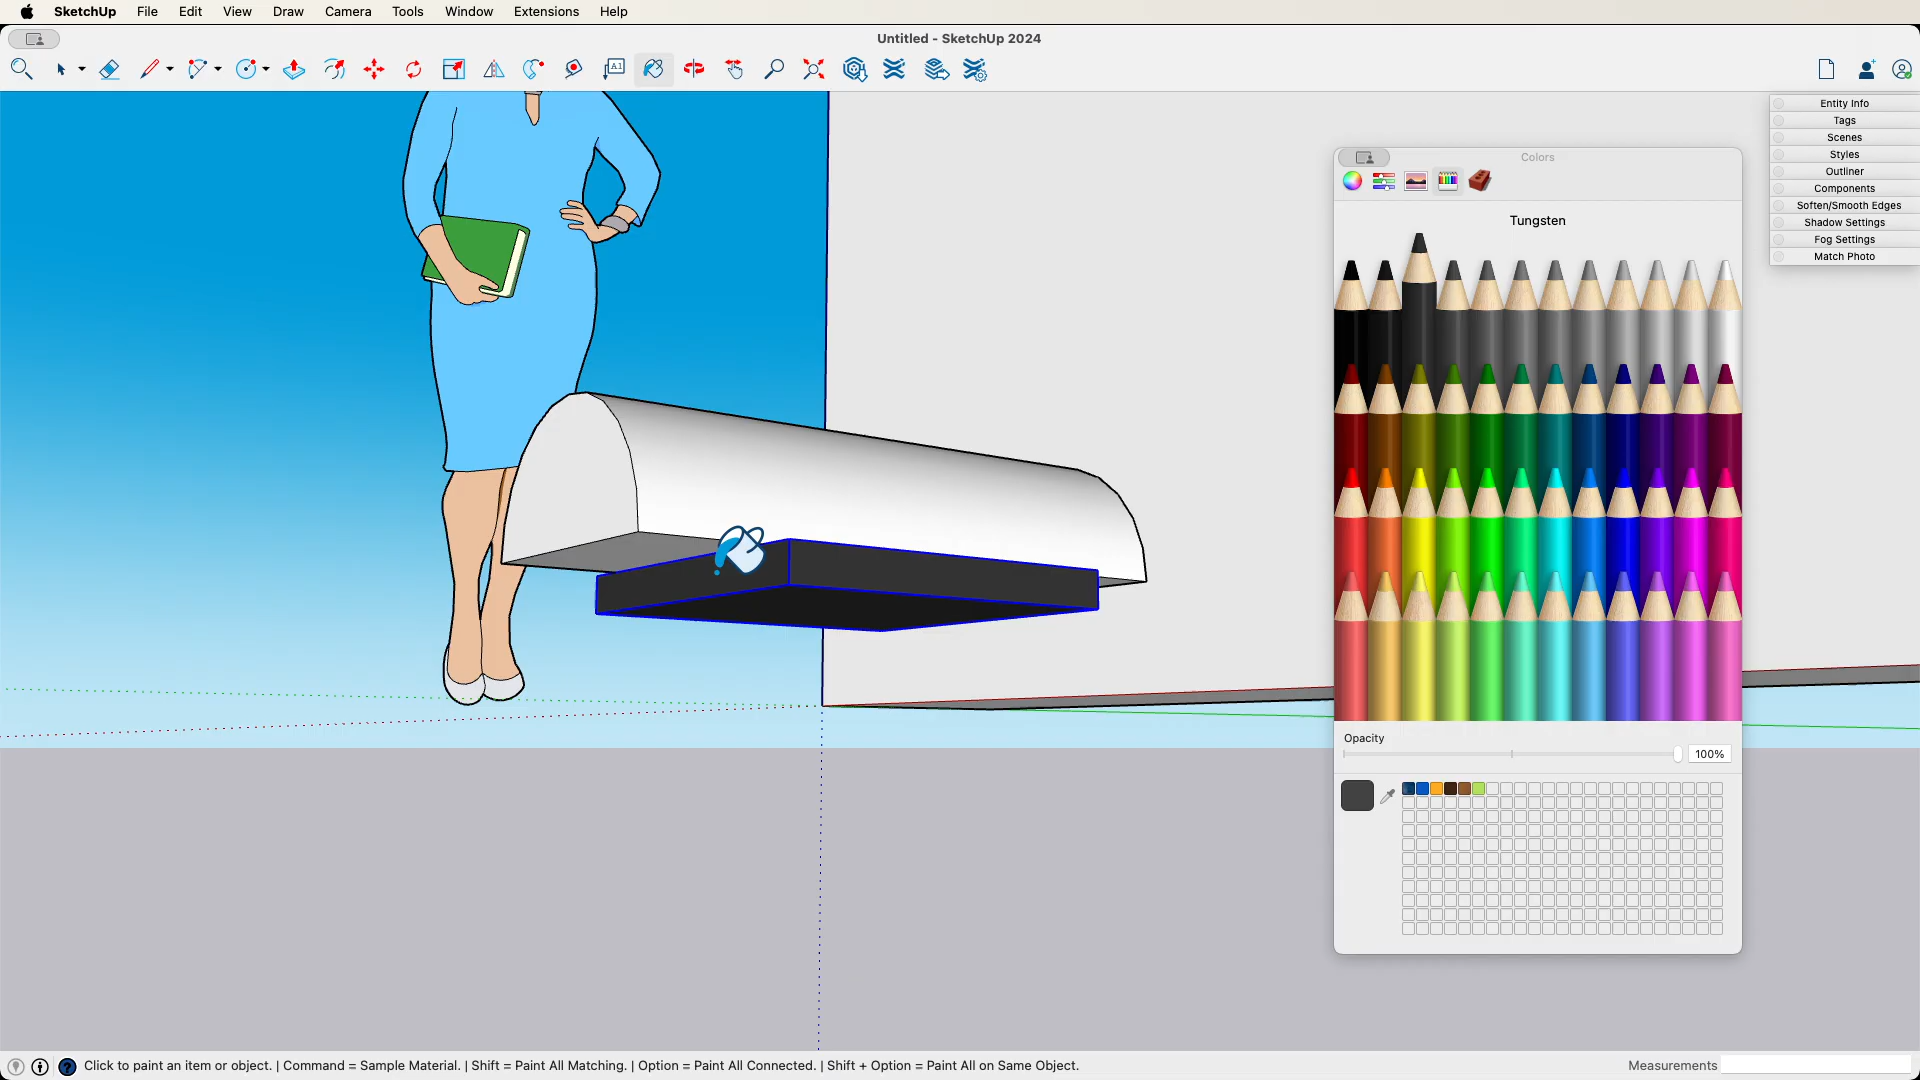 SketchUp File Edit View Draw Camera Tools Window Extensions Help
Untitled - SketchUp 2024
A1
Entity Info
Tags
Scenes
Styles
Outliner
Components
Soften/Smooth Edges
Shadow Settings
Fog Settings
Match Photo
Colors
Tungsten
Opacity
100%
Click to paint an item or object. | Command = Sample Material. | Shift = Paint All Matching. | Option = Paint All Connected. | Shift + Option = Paint All on Same Object.
Measurements